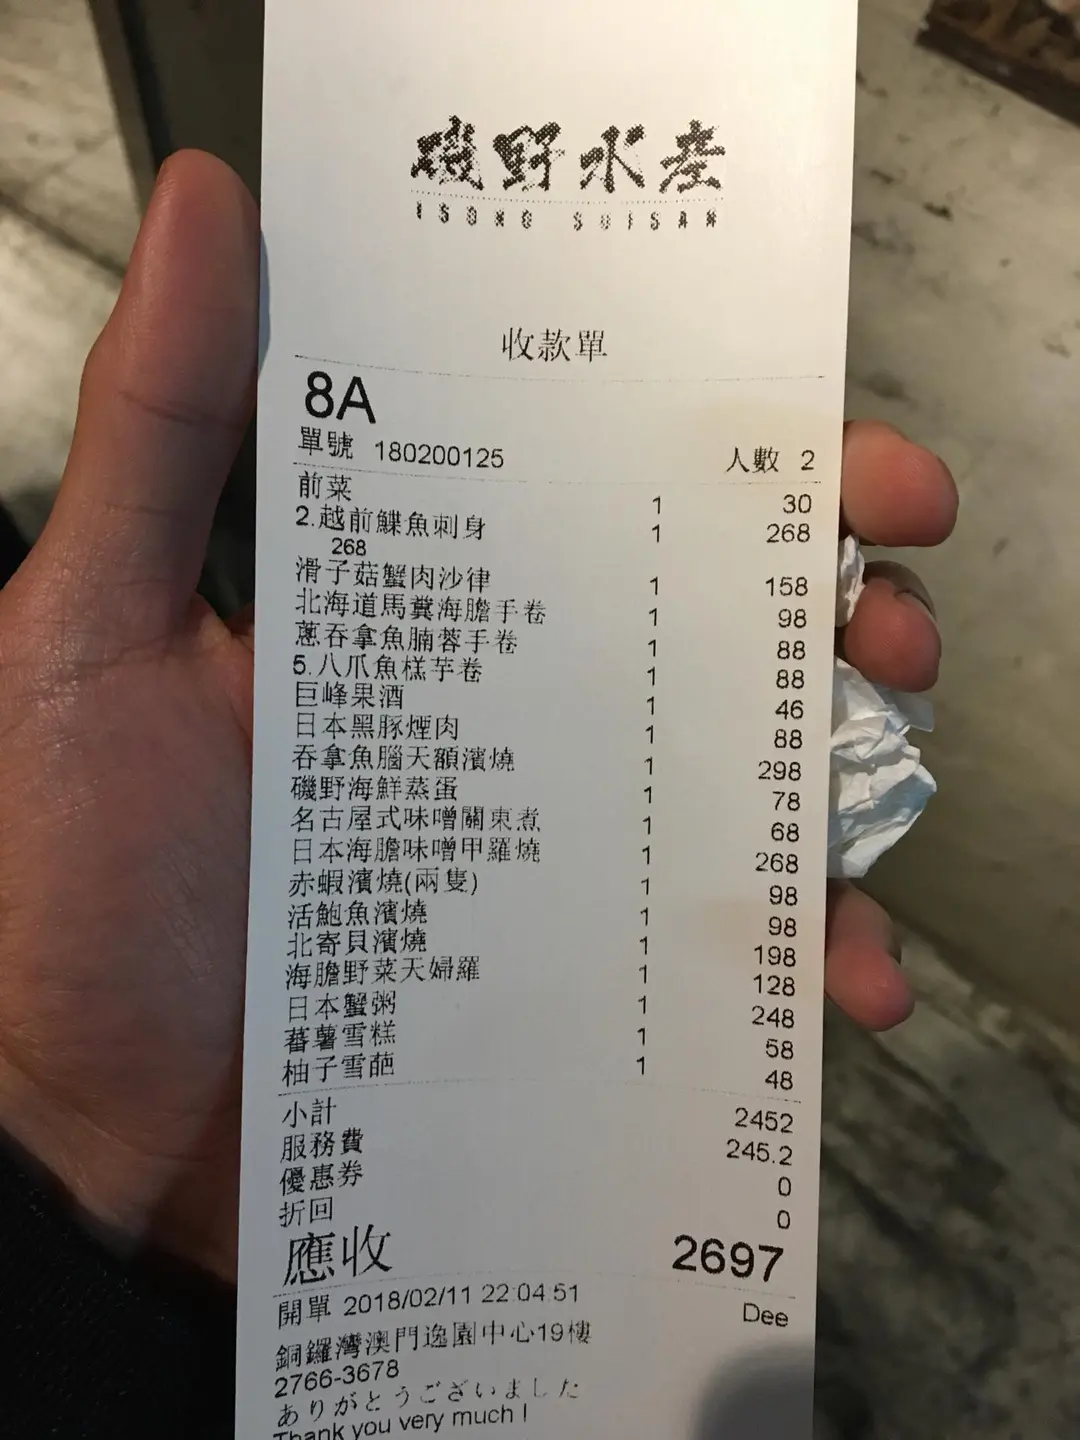 磯野水産
ISONO SUISAN
收款單
8A
單號 180200125 人數 2
前菜 1 30
2.越前鰈魚刺身 1 268
268
滑子菇蟹肉沙律 1 158
北海道馬糞海膽手卷 1 98
蔥吞拿魚腩蓉手卷 1 88
5.八爪魚榚芋卷 1 88
巨峰果酒 1 46
日本黑豚煙肉 1 88
吞拿魚腦天額濱燒 1 298
磯野海鮮蒸蛋 1 78
名古屋式味噌關東煮 1 68
日本海膽味噌甲羅燒 1 268
赤蝦濱燒(兩隻) 1 98
活鮑魚濱燒 1 98
北寄貝濱燒 1 198
海膽野菜天婦羅 1 128
日本蟹粥 1 248
蕃薯雪糕 1 58
柚子雪葩 1 48
小計 2452
服務費 245.2
優惠券 0
折回 0
應收 2697
開單 2018/02/11 22:04:51 Dee
銅鑼灣澳門逸園中心19樓
2766-3678
ありがとうございました
Thank you very much !